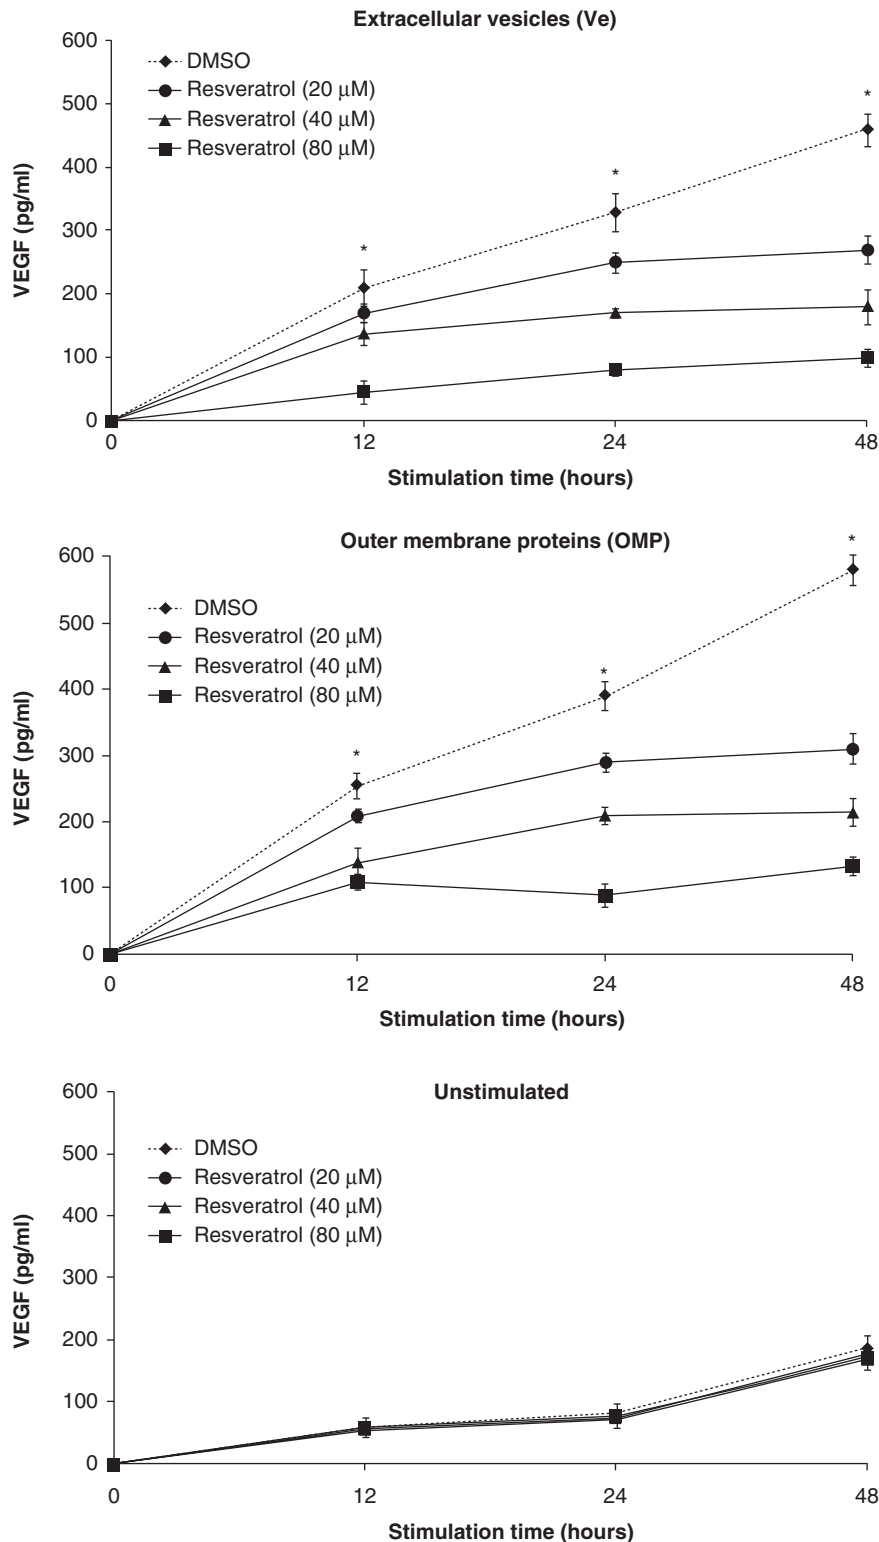 Extracellular vesicles (Ve)
600
500
400
300
200
100
0
VEGF (pg/ml)
DMSO
Resveratrol (20 μM)
Resveratrol (40 μM)
Resveratrol (80 μM)
*
*
*
0
12
24
48
Stimulation time (hours)
Outer membrane proteins (OMP)
600
500
400
300
200
100
0
VEGF (pg/ml)
DMSO
Resveratrol (20 μM)
Resveratrol (40 μM)
Resveratrol (80 μM)
*
*
*
0
12
24
48
Stimulation time (hours)
Unstimulated
600
500
400
300
200
100
0
VEGF (pg/ml)
DMSO
Resveratrol (20 μM)
Resveratrol (40 μM)
Resveratrol (80 μM)
0
12
24
48
Stimulation time (hours)